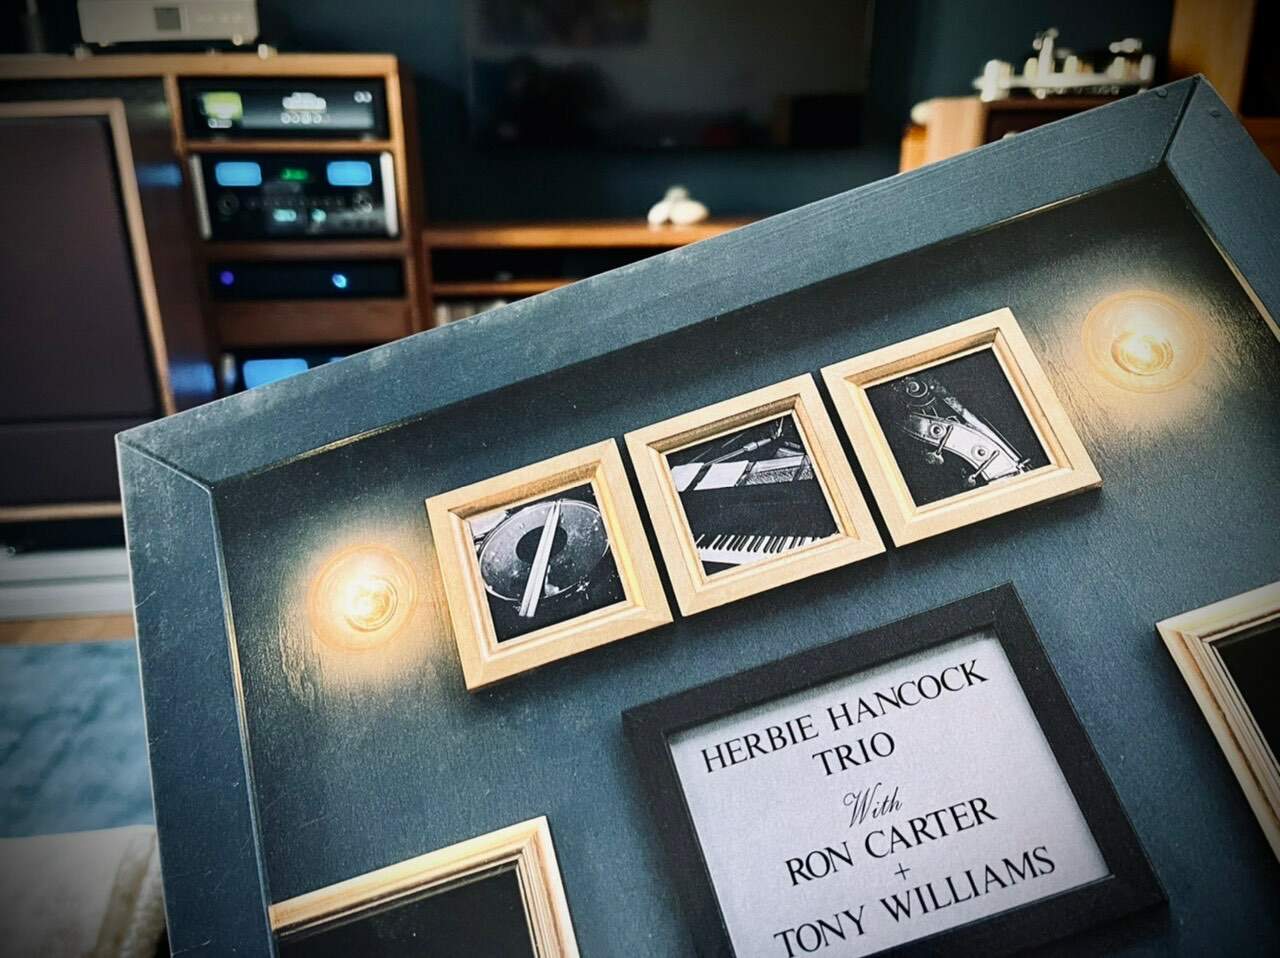 HERBIE HANCOCK
TRIO
With
RON CARTER
+
TONY WILLIAMS